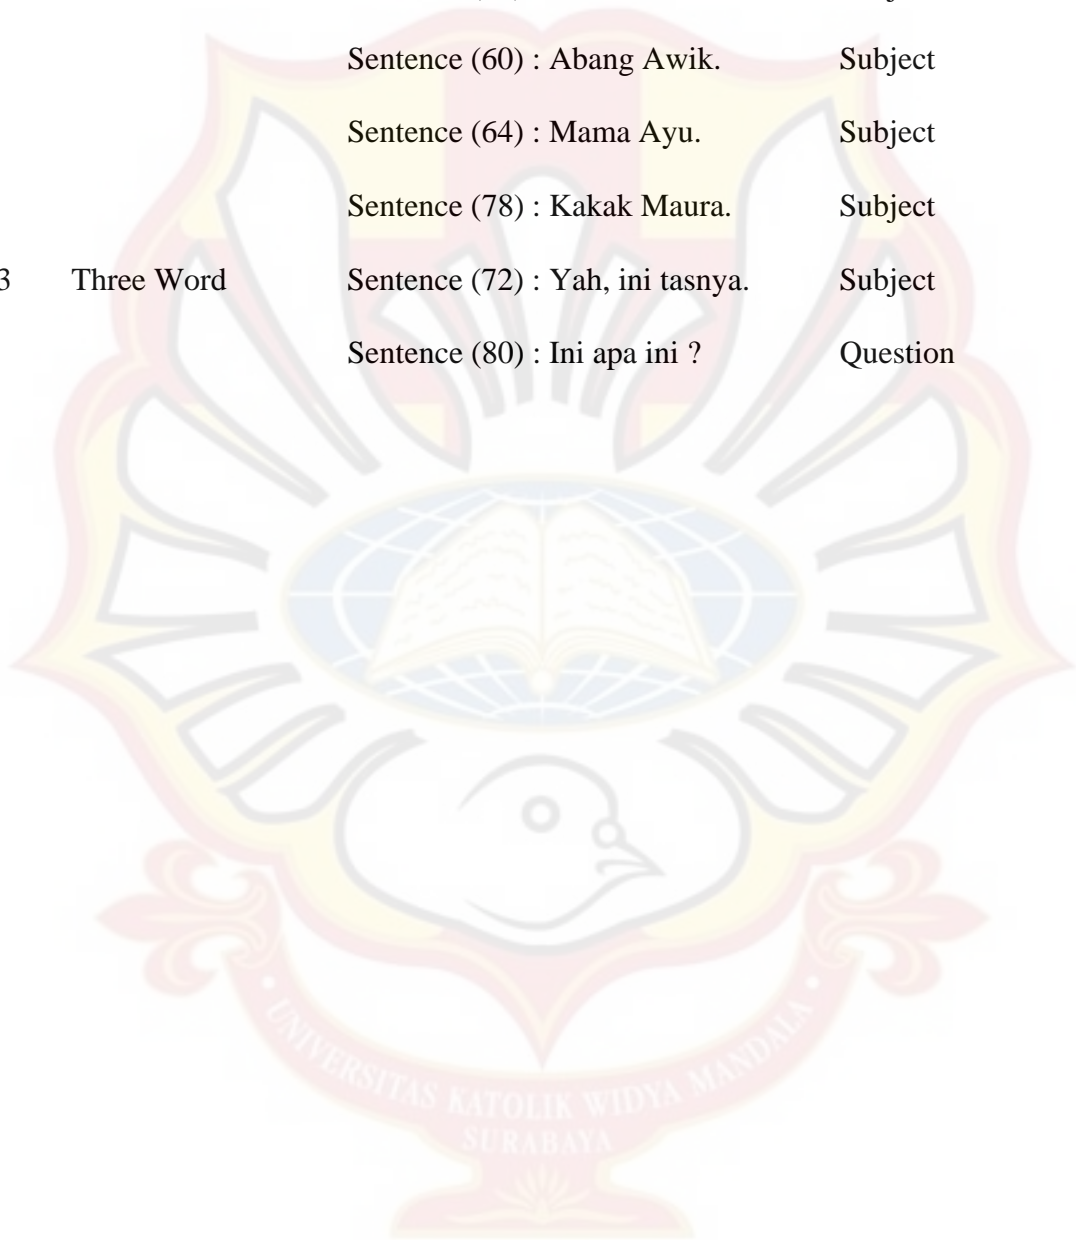 Sentence (60) : Abang Awik. Subject
Sentence (64) : Mama Ayu. Subject
Sentence (78) : Kakak Maura. Subject
3 Three Word Sentence (72) : Yah, ini tasnya. Subject
Sentence (80) : Ini apa ini ? Question
UNIVERSITAS KATOLIK WIDYA MANDALA
SURABAYA